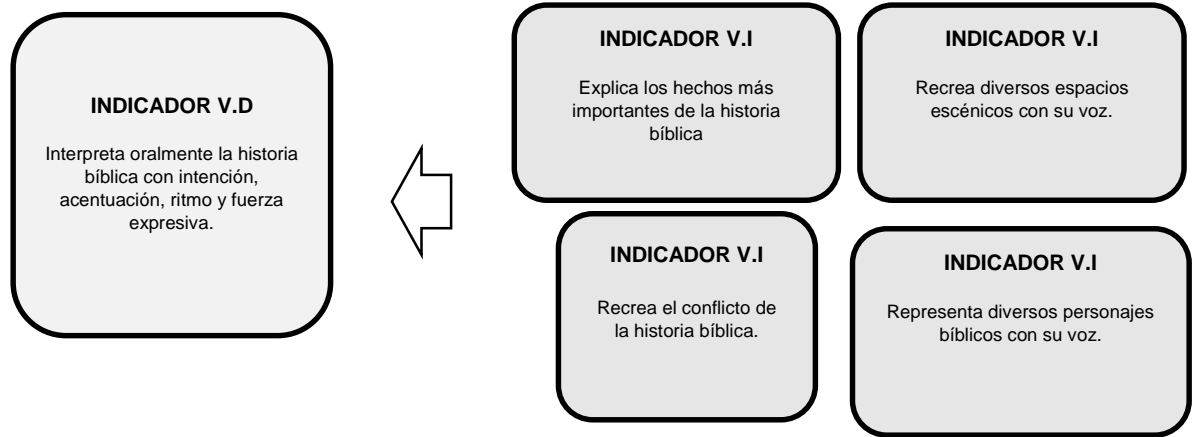 INDICADOR V.D
Interpreta oralmente la historia
bíblica con intención,
acentuación, ritmo y fuerza
expresiva.
INDICADOR V.I
Explica los hechos más
importantes de la historia
bíblica
INDICADOR V.I
Recrea diversos espacios
escénicos con su voz.
INDICADOR V.I
Recrea el conflicto de
la historia bíblica.
INDICADOR V.I
Representa diversos personajes
bíblicos con su voz.